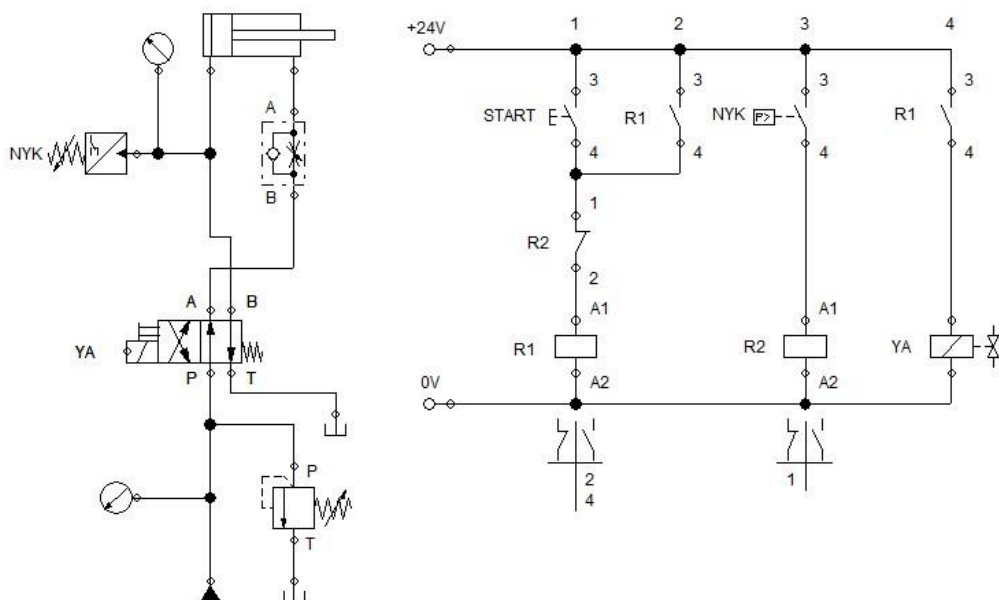 1 2 3 4
+24V
3 3 3 3
START R1 NYK P> R1
4 4 4 4
1
R2
2
A1 A1
R1 R2 YA
A2 A2
0V
2 1
4
NYK
A
B
A B
YA
P T
P
T